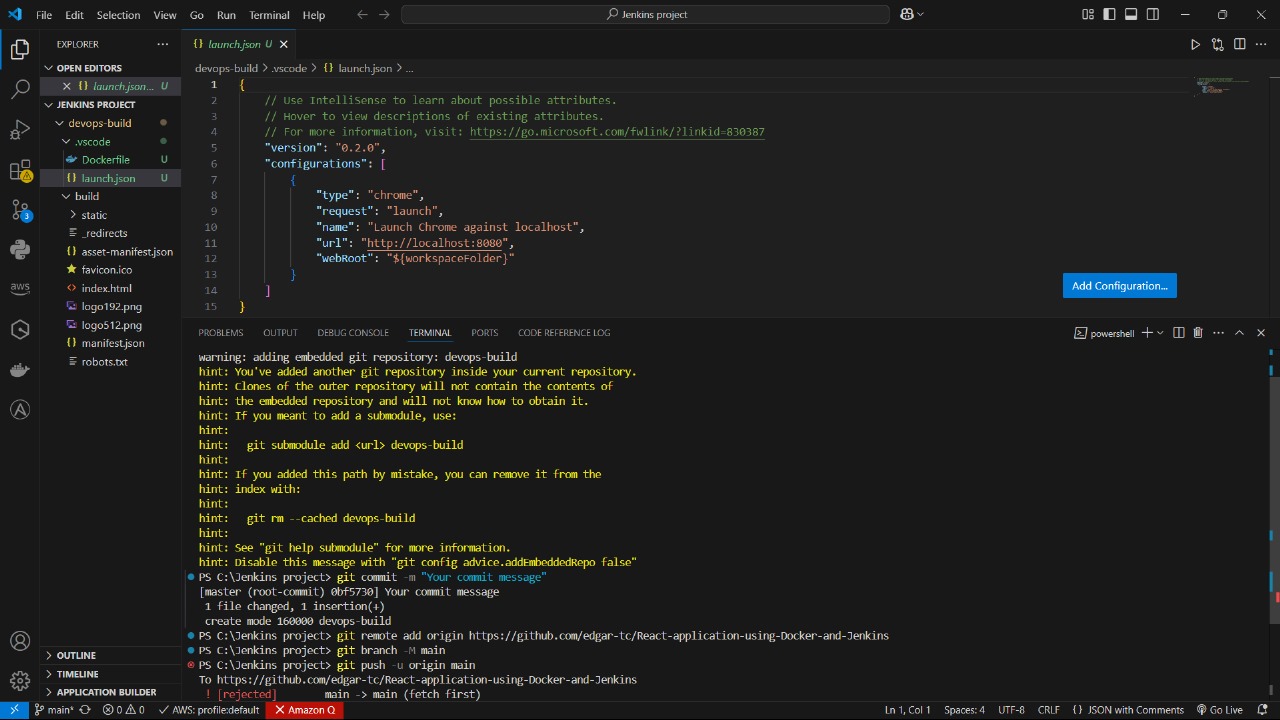 File Edit Selection View Go Run Terminal Help
Jenkins project
EXPLORER
OPEN EDITORS
{} launch.json... U
JENKINS PROJECT
devops-build
.vscode
Dockerfile U
{} launch.json U
build
static
_redirects
{} asset-manifest.json
favicon.ico
<> index.html
logo192.png
logo512.png
{} manifest.json
robots.txt
OUTLINE
TIMELINE
APPLICATION BUILDER
aws
3
{} launch.json U
devops-build > .vscode > {} launch.json > ...
1 {
2 // Use IntelliSense to learn about possible attributes.
3 // Hover to view descriptions of existing attributes.
4 // For more information, visit: https://go.microsoft.com/fwlink/?linkid=830387
5 "version": "0.2.0",
6 "configurations": [
7 {
8 "type": "chrome",
9 "request": "launch",
10 "name": "Launch Chrome against localhost",
11 "url": "http://localhost:8080",
12 "webRoot": "${workspaceFolder}"
13 }
14 ]
15 }
Add Configuration...
PROBLEMS OUTPUT DEBUG CONSOLE TERMINAL PORTS CODE REFERENCE LOG
powershell
warning: adding embedded git repository: devops-build
hint: You've added another git repository inside your current repository.
hint: Clones of the outer repository will not contain the contents of
hint: the embedded repository and will not know how to obtain it.
hint: If you meant to add a submodule, use:
hint:
hint:   git submodule add <url> devops-build
hint:
hint: If you added this path by mistake, you can remove it from the
hint: index with:
hint:
hint:   git rm --cached devops-build
hint:
hint: See "git help submodule" for more information.
hint: Disable this message with "git config advice.addEmbeddedRepo false"
PS C:\Jenkins project> git commit -m "Your commit message"
[master (root-commit) 0bf5730] Your commit message
1 file changed, 1 insertion(+)
create mode 160000 devops-build
PS C:\Jenkins project> git remote add origin https://github.com/edgar-tc/React-application-using-Docker-and-Jenkins
PS C:\Jenkins project> git branch -M main
PS C:\Jenkins project> git push -u origin main
To https://github.com/edgar-tc/React-application-using-Docker-and-Jenkins
! [rejected]        main -> main (fetch first)
main* 0 0 AWS: profile:default Amazon Q Ln 1, Col 1 Spaces: 4 UTF-8 CRLF {} JSON with Comments Go Live